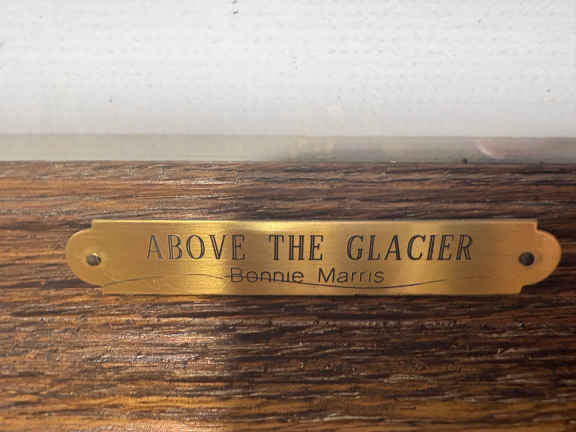 ABOVE THE GLACIER
Bonnie Marris